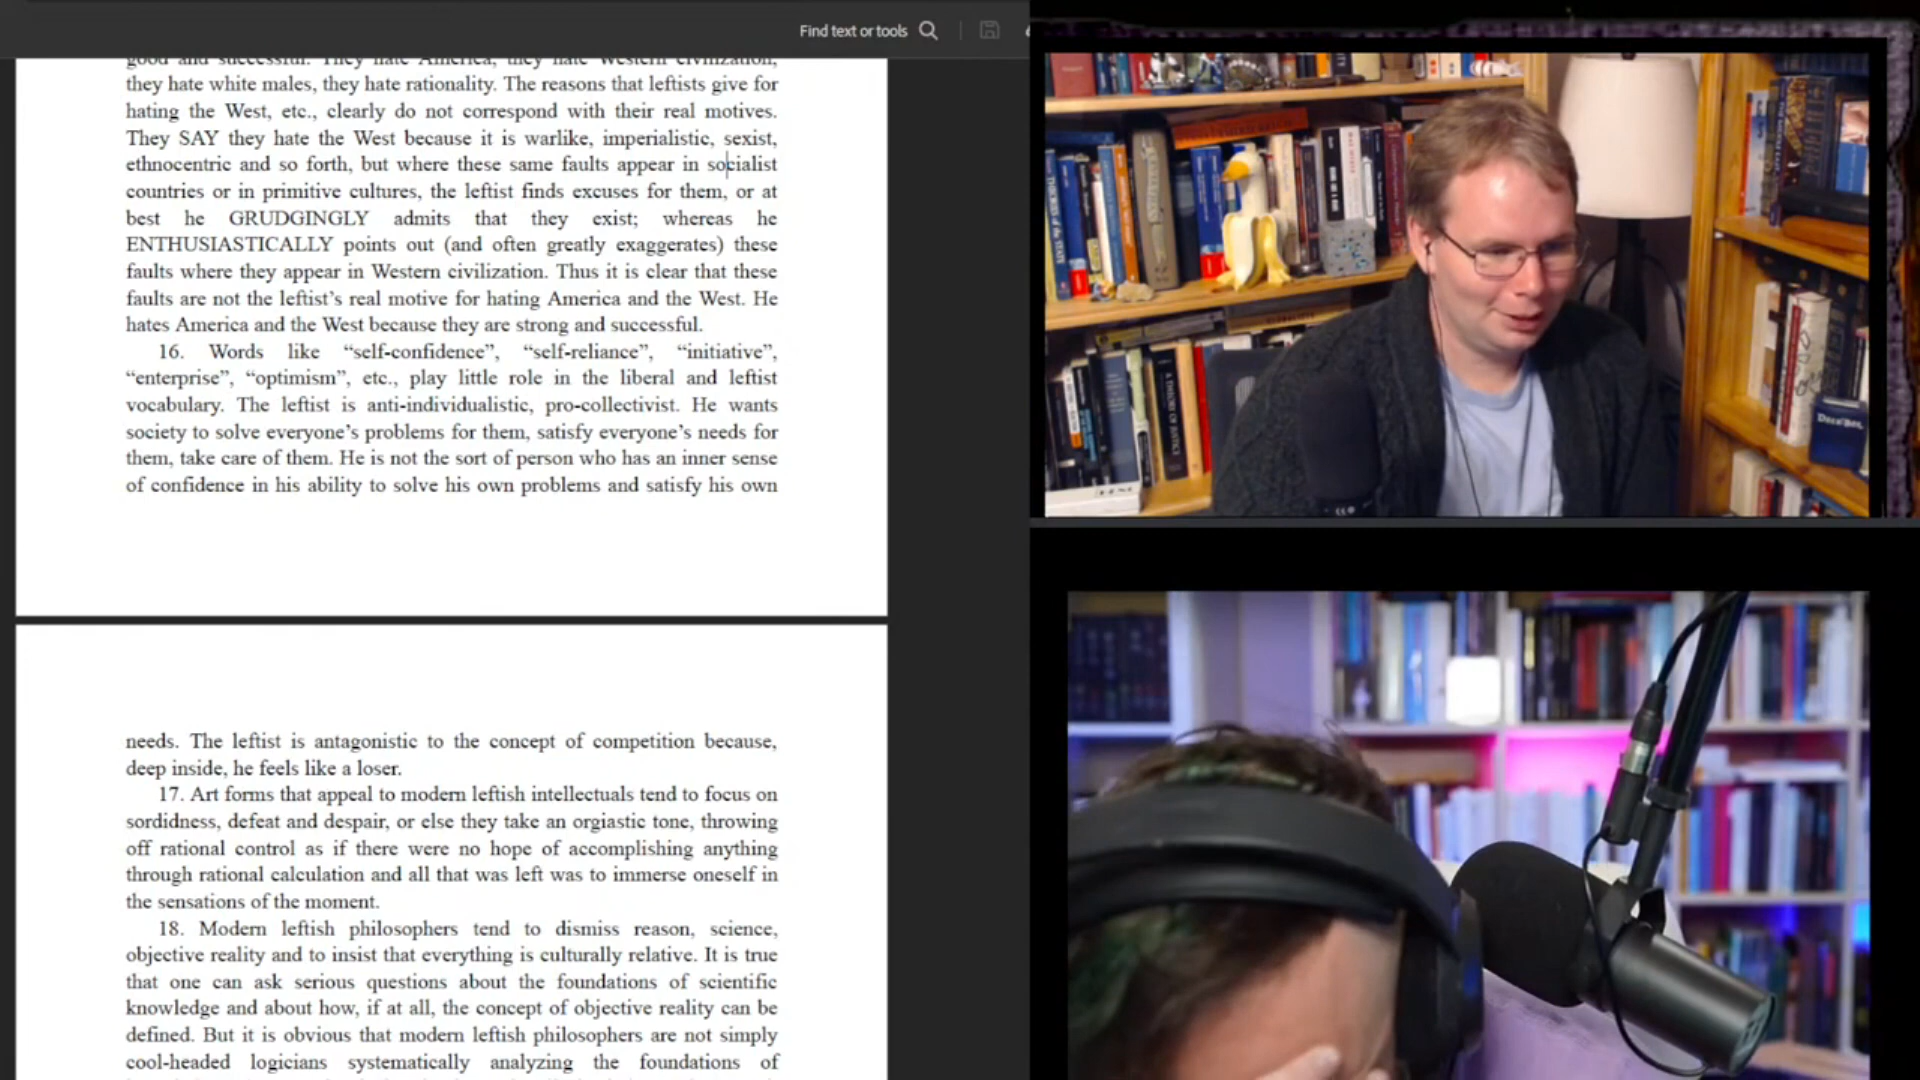 Find text or tools
good and successful. They hate America, they hate Western civilization,
they hate white males, they hate rationality. The reasons that leftists give for
hating the West, etc., clearly do not correspond with their real motives.
They SAY they hate the West because it is warlike, imperialistic, sexist,
ethnocentric and so forth, but where these same faults appear in socialist
countries or in primitive cultures, the leftist finds excuses for them, or at
best he GRUDGINGLY admits that they exist; whereas he
ENTHUSIASTICALLY points out (and often greatly exaggerates) these
faults where they appear in Western civilization. Thus it is clear that these
faults are not the leftist’s real motive for hating America and the West. He
hates America and the West because they are strong and successful.
16. Words like “self-confidence”, “self-reliance”, “initiative”,
“enterprise”, “optimism”, etc., play little role in the liberal and leftist
vocabulary. The leftist is anti-individualistic, pro-collectivist. He wants
society to solve everyone’s problems for them, satisfy everyone’s needs for
them, take care of them. He is not the sort of person who has an inner sense
of confidence in his ability to solve his own problems and satisfy his own
needs. The leftist is antagonistic to the concept of competition because,
deep inside, he feels like a loser.
17. Art forms that appeal to modern leftish intellectuals tend to focus on
sordidness, defeat and despair, or else they take an orgiastic tone, throwing
off rational control as if there were no hope of accomplishing anything
through rational calculation and all that was left was to immerse oneself in
the sensations of the moment.
18. Modern leftish philosophers tend to dismiss reason, science,
objective reality and to insist that everything is culturally relative. It is true
that one can ask serious questions about the foundations of scientific
knowledge and about how, if at all, the concept of objective reality can be
defined. But it is obvious that modern leftish philosophers are not simply
cool-headed logicians systematically analyzing the foundations of
A THEORY OF JUSTICE